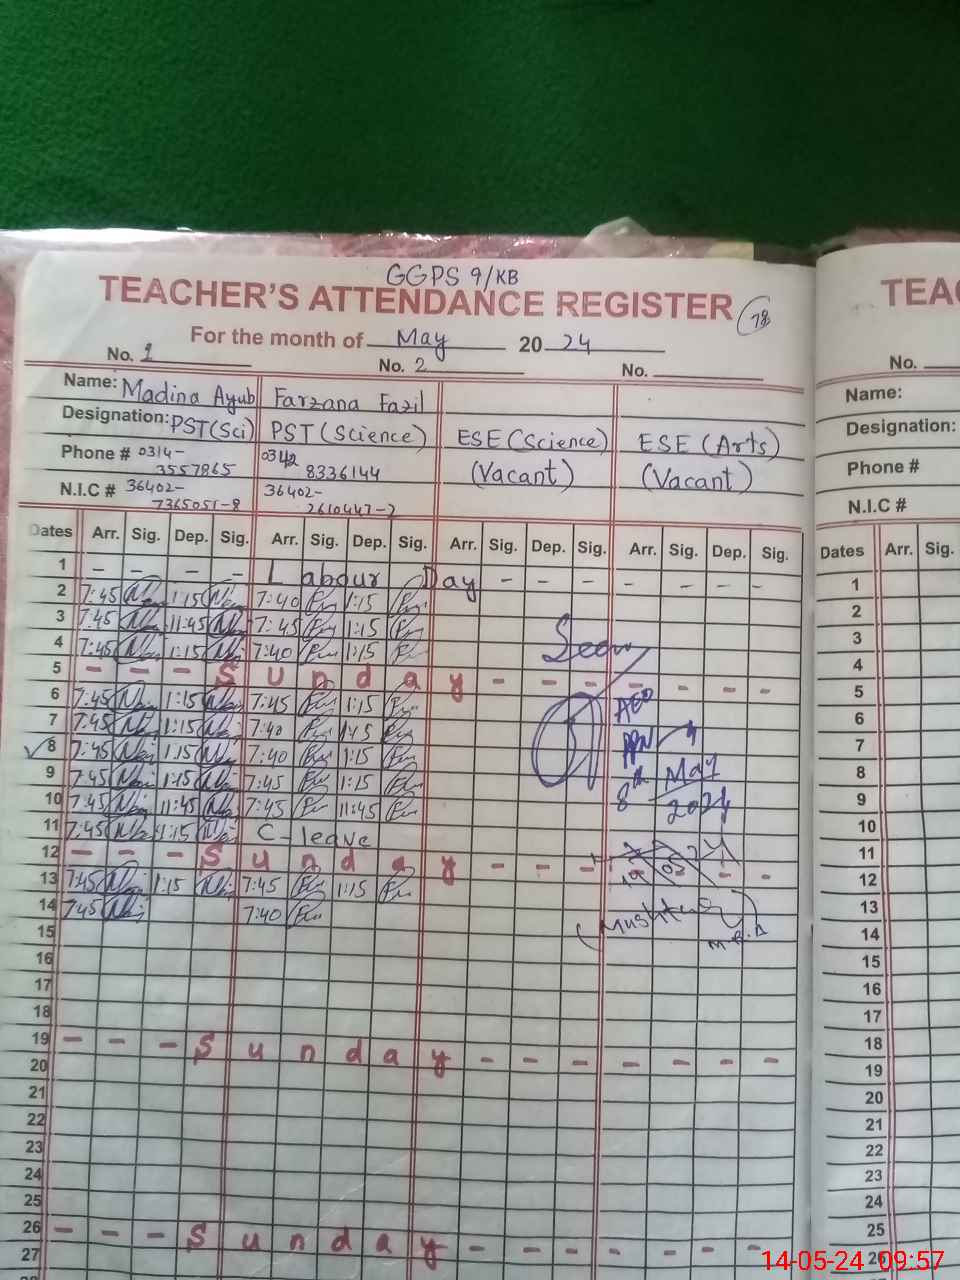 GGPS 9/KB
TEACHER'S ATTENDANCE REGISTER 78
For the month of May 2024
No. 1 No. 2 No.
Name: Madina Ayub Farzana Fazil
Designation: PST(Sci) PST (Science) ESE (Science) ESE (Arts)
Phone # 0314-3557865 0342 8336144 (Vacant) (Vacant)
N.I.C # 36402-7365051-8 36402-2610447-2
Dates Arr. Sig. Dep. Sig. Arr. Sig. Dep. Sig. Arr. Sig. Dep. Sig. Arr. Sig. Dep. Sig.
1 - - - - Labour Day - - - - - -
2 7:45 1:15 7:40 1:15
3 7:45 11:45 7:45 1:15
4 7:45 1:15 7:40 1:15
Seen
5 - - - Sunday - - - - - - -
6 7:45 1:15 7:45 1:15 AEO
7 7:45 1:15 7:40 1:15
8 7:45 1:15 7:40 1:15
9 7:45 1:15 7:45 1:15 8th May
10 7:45 11:45 7:45 11:45 2024
11 7:45 1:15 C-leave
12 - - - Sunday - - - - - -
13 7:45 1:15 7:45 1:15
14 7:45 7:40
15
16
17
18
19 - - - Sunday - - - - - - -
20
21
22
23
24
25
26 - - - Sunday - - - - - -
27
TEAC
No.
Name:
Designation:
Phone #
N.I.C #
Dates Arr. Sig.
1
2
3
4
5
6
7
8
9
10
11
12
13
14
15
16
17
18
19
20
21
22
23
24
25
26
14-05-24 09:57